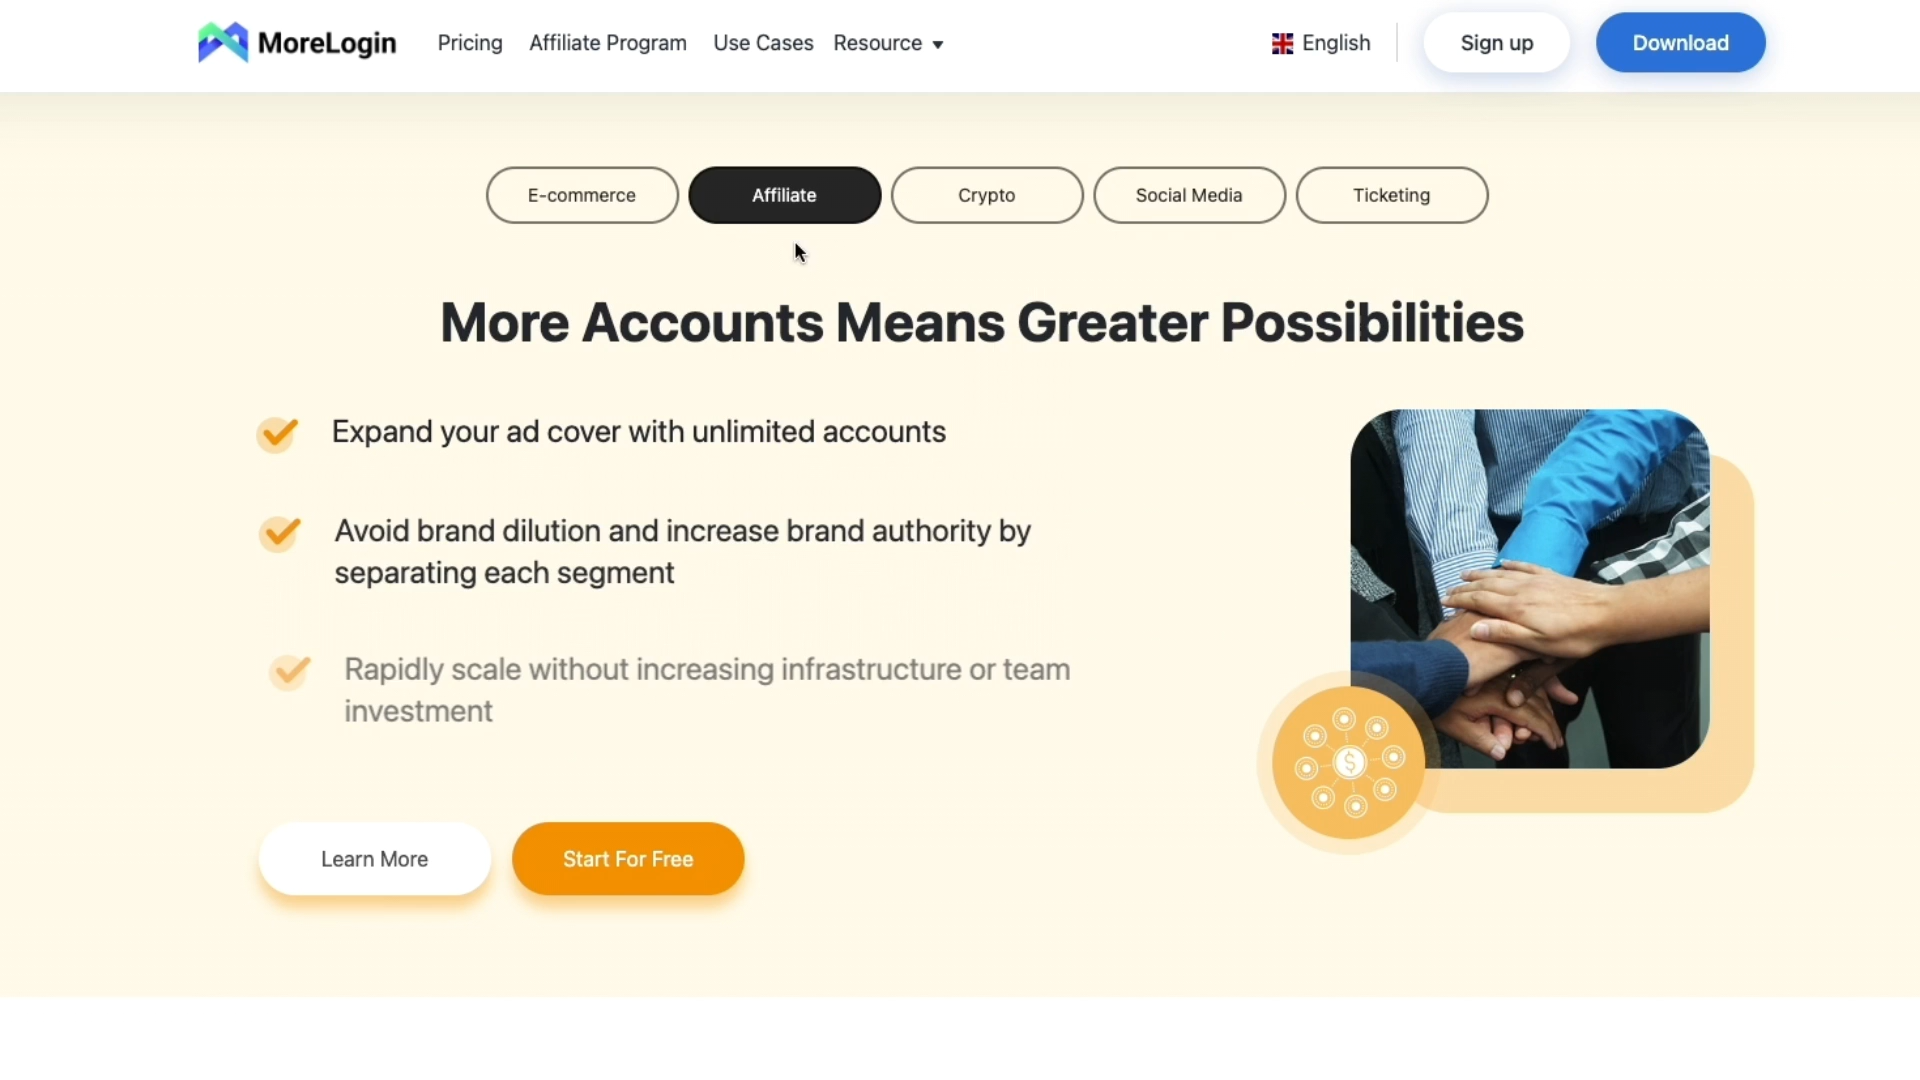 MoreLogin
Pricing
Affiliate Program
Use Cases
Resource
English
Sign up
Download
E-commerce
Affiliate
Crypto
Social Media
Ticketing
More Accounts Means Greater Possibilities
Expand your ad cover with unlimited accounts
Avoid brand dilution and increase brand authority by
separating each segment
Rapidly scale without increasing infrastructure or team
investment
$
Learn More
Start For Free